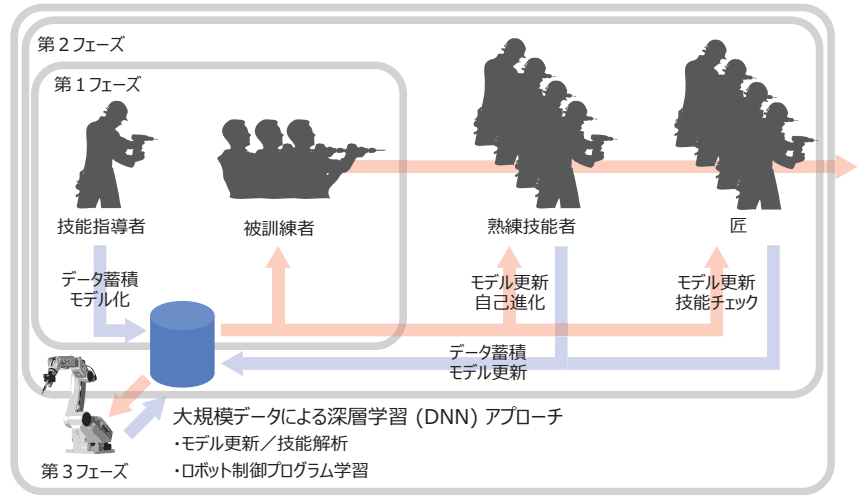 第２フェーズ
第１フェーズ
技能指導者
被訓練者
熟練技能者
匠
データ蓄積
モデル化
モデル更新
自己進化
モデル更新
技能チェック
データ蓄積
モデル更新
大規模データによる深層学習 (DNN) アプローチ
・モデル更新／技能解析
・ロボット制御プログラム学習
第３フェーズ